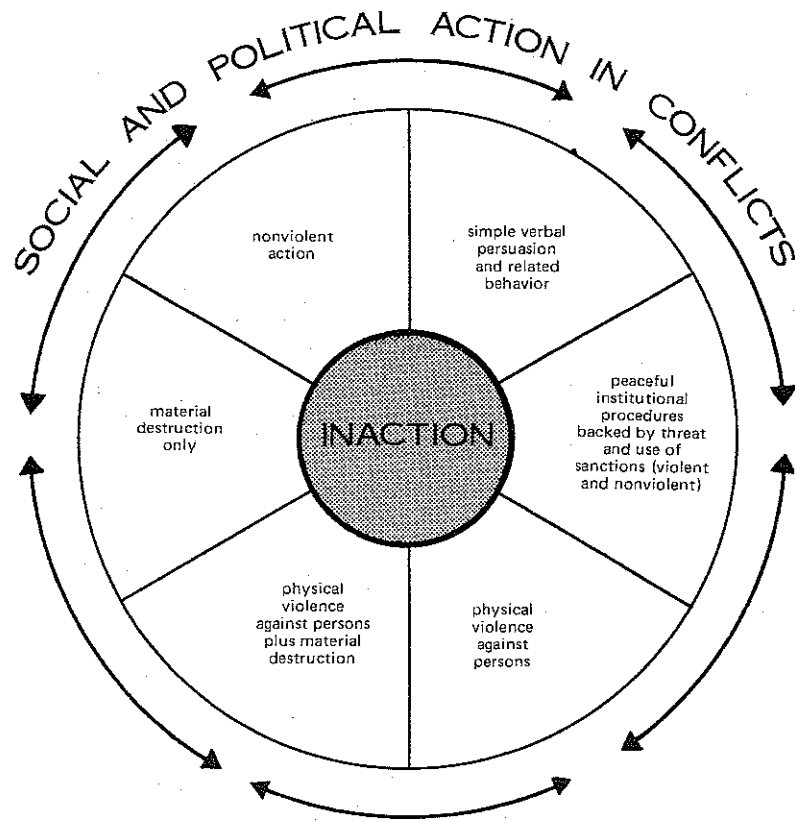 SOCIAL AND POLITICAL ACTION IN CONFLICTS
nonviolent
action
simple verbal
persuasion
and related
behavior
peaceful
institutional
procedures
backed by threat
and use of
sanctions (violent
and nonviolent)
physical
violence
against
persons
physical
violence
against persons
plus material
destruction
material
destruction
only
INACTION